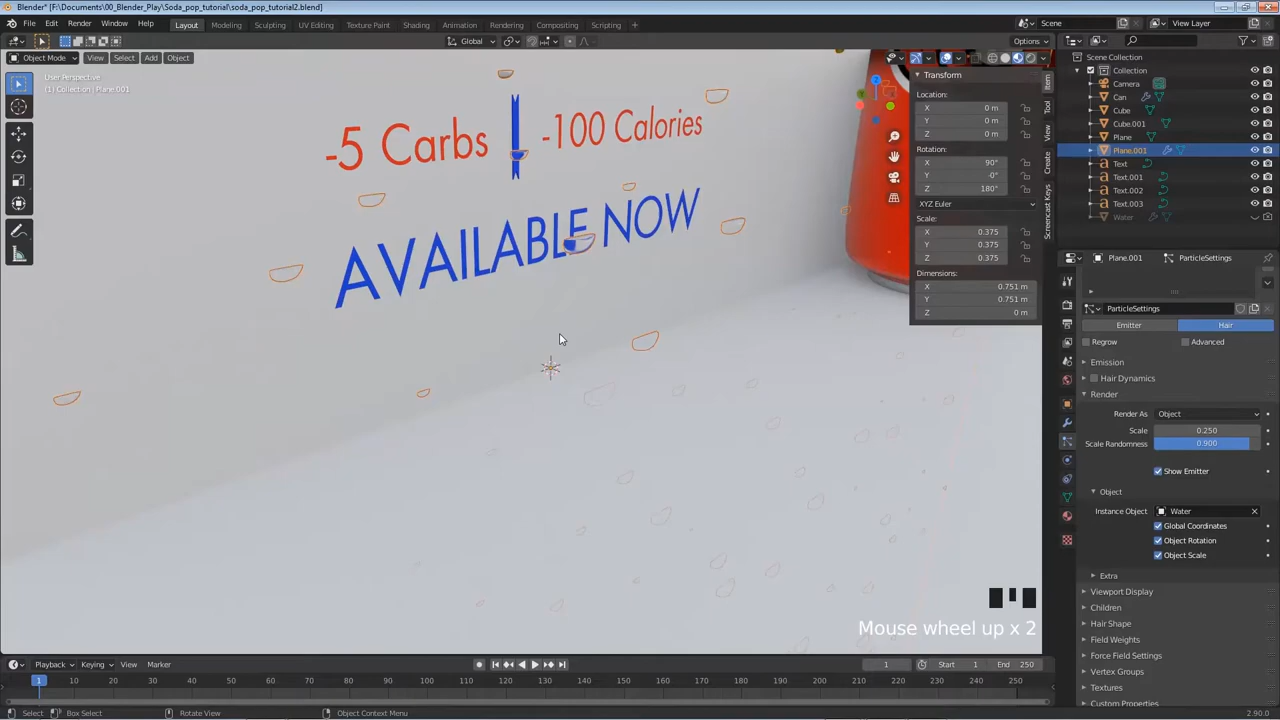 Blender* [F:\Documents\00_Blender_Play\Soda_pop_tutorial\soda_pop_tutorial2.blend]
File Edit Render Window Help Layout Modeling Sculpting UV Editing Texture Paint Shading Animation Rendering Compositing Scripting + Scene View Layer
Global Options
Object Mode View Select Add Object
User Perspective
(1) Collection | Plane.001
-5 Carbs -100 Calories
AVAILABLE NOW
Transform
Location:
X 0 m
Y 0 m
Z 0 m
Rotation:
X 90°
Y -0°
Z 180°
XYZ Euler
Scale:
X 0.375
Y 0.375
Z 0.375
Dimensions:
X 0.751 m
Y 0.751 m
Z 0 m
Item
Tool
View
Create
Screencast Keys
Scene Collection
Collection
Camera
Can
Cube
Cube.001
Plane
Plane.001
Text
Text.001
Text.002
Text.003
Water
Plane.001 ParticleSettings
ParticleSettings
Emitter Hair
Regrow Advanced
Emission
Hair Dynamics
Render
Render As Object
Scale 0.250
Scale Randomness 0.900
Show Emitter
Object
Instance Object Water
Global Coordinates
Object Rotation
Object Scale
Extra
Viewport Display
Children
Hair Shape
Field Weights
Force Field Settings
Vertex Groups
Textures
Custom Properties
Mouse wheel up x 2
Playback Keying View Marker 1 Start 1 End 250
1 10 20 30 40 50 60 70 80 90 100 110 120 130 140 150 160 170 180 190 200 210 220 230 240 250
Select Box Select Rotate View Object Context Menu 2.90.0